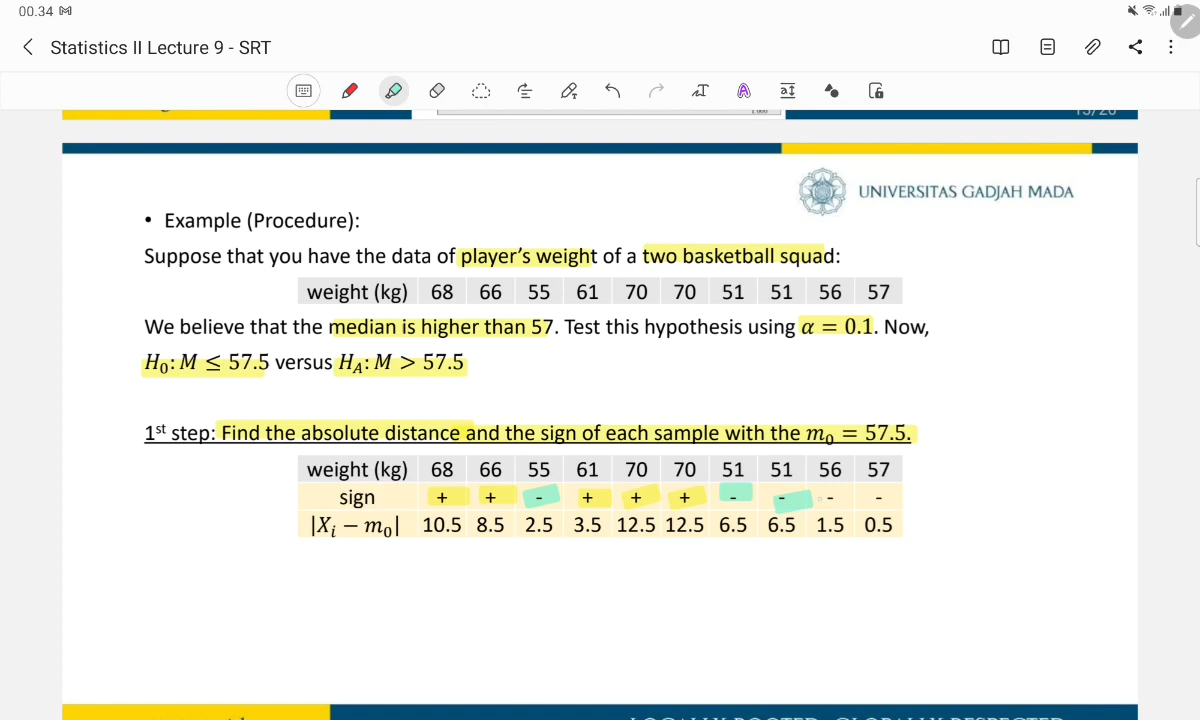 00.34
Statistics II Lecture 9 - SRT
UNIVERSITAS GADJAH MADA
• Example (Procedure):
Suppose that you have the data of player's weight of a two basketball squad:
weight (kg) 68 66 55 61 70 70 51 51 56 57
We believe that the median is higher than 57. Test this hypothesis using α = 0.1. Now,
H₀: M ≤ 57.5 versus H_A: M > 57.5
1st step: Find the absolute distance and the sign of each sample with the m₀ = 57.5.
weight (kg) 68 66 55 61 70 70 51 51 56 57
sign + + - + + + - - - -
|Xᵢ − m₀| 10.5 8.5 2.5 3.5 12.5 12.5 6.5 6.5 1.5 0.5